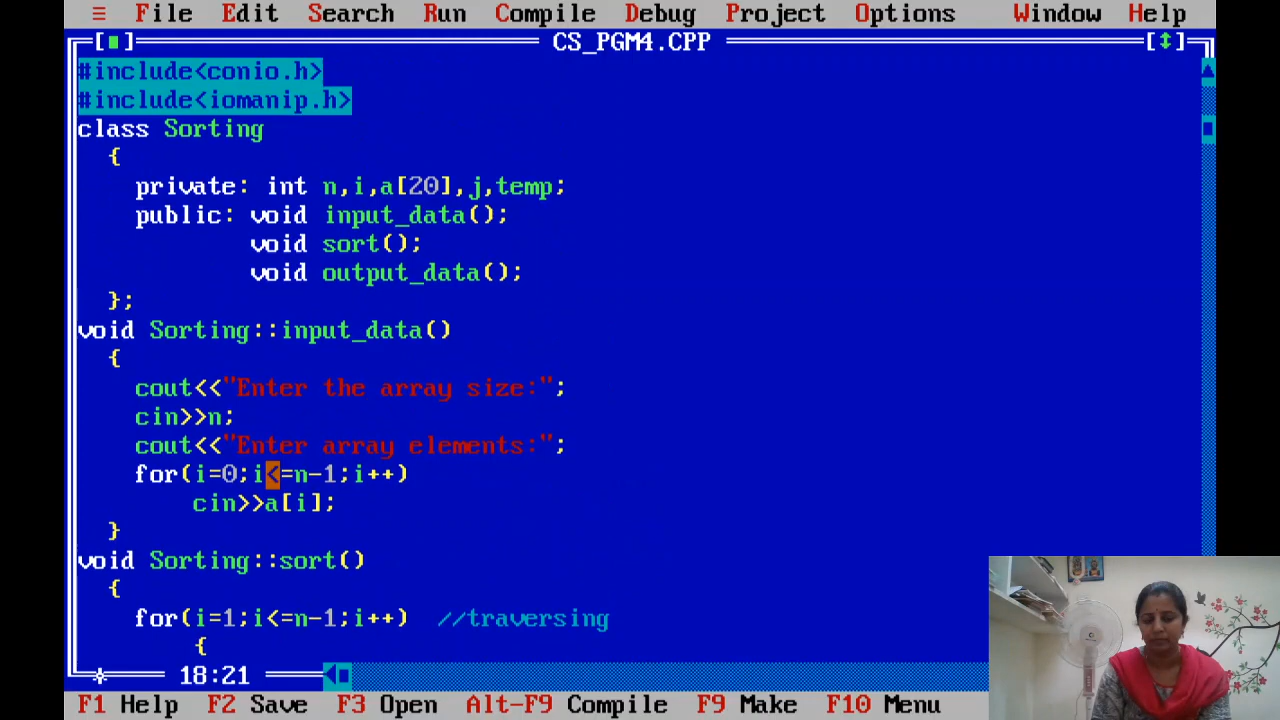 ≡ File Edit Search Run Compile Debug Project Options Window Help
[■] CS_PGM4.CPP [↕]
#include<conio.h>
#include<iomanip.h>
class Sorting
{
private: int n,i,a[20],j,temp;
public: void input_data();
void sort();
void output_data();
};
void Sorting::input_data()
{
cout<<"Enter the array size:";
cin>>n;
cout<<"Enter array elements:";
for(i=0;i<=n-1;i++)
cin>>a[i];
}
void Sorting::sort()
{
for(i=1;i<=n-1;i++) //traversing
{
18:21
F1 Help F2 Save F3 Open Alt-F9 Compile F9 Make F10 Menu